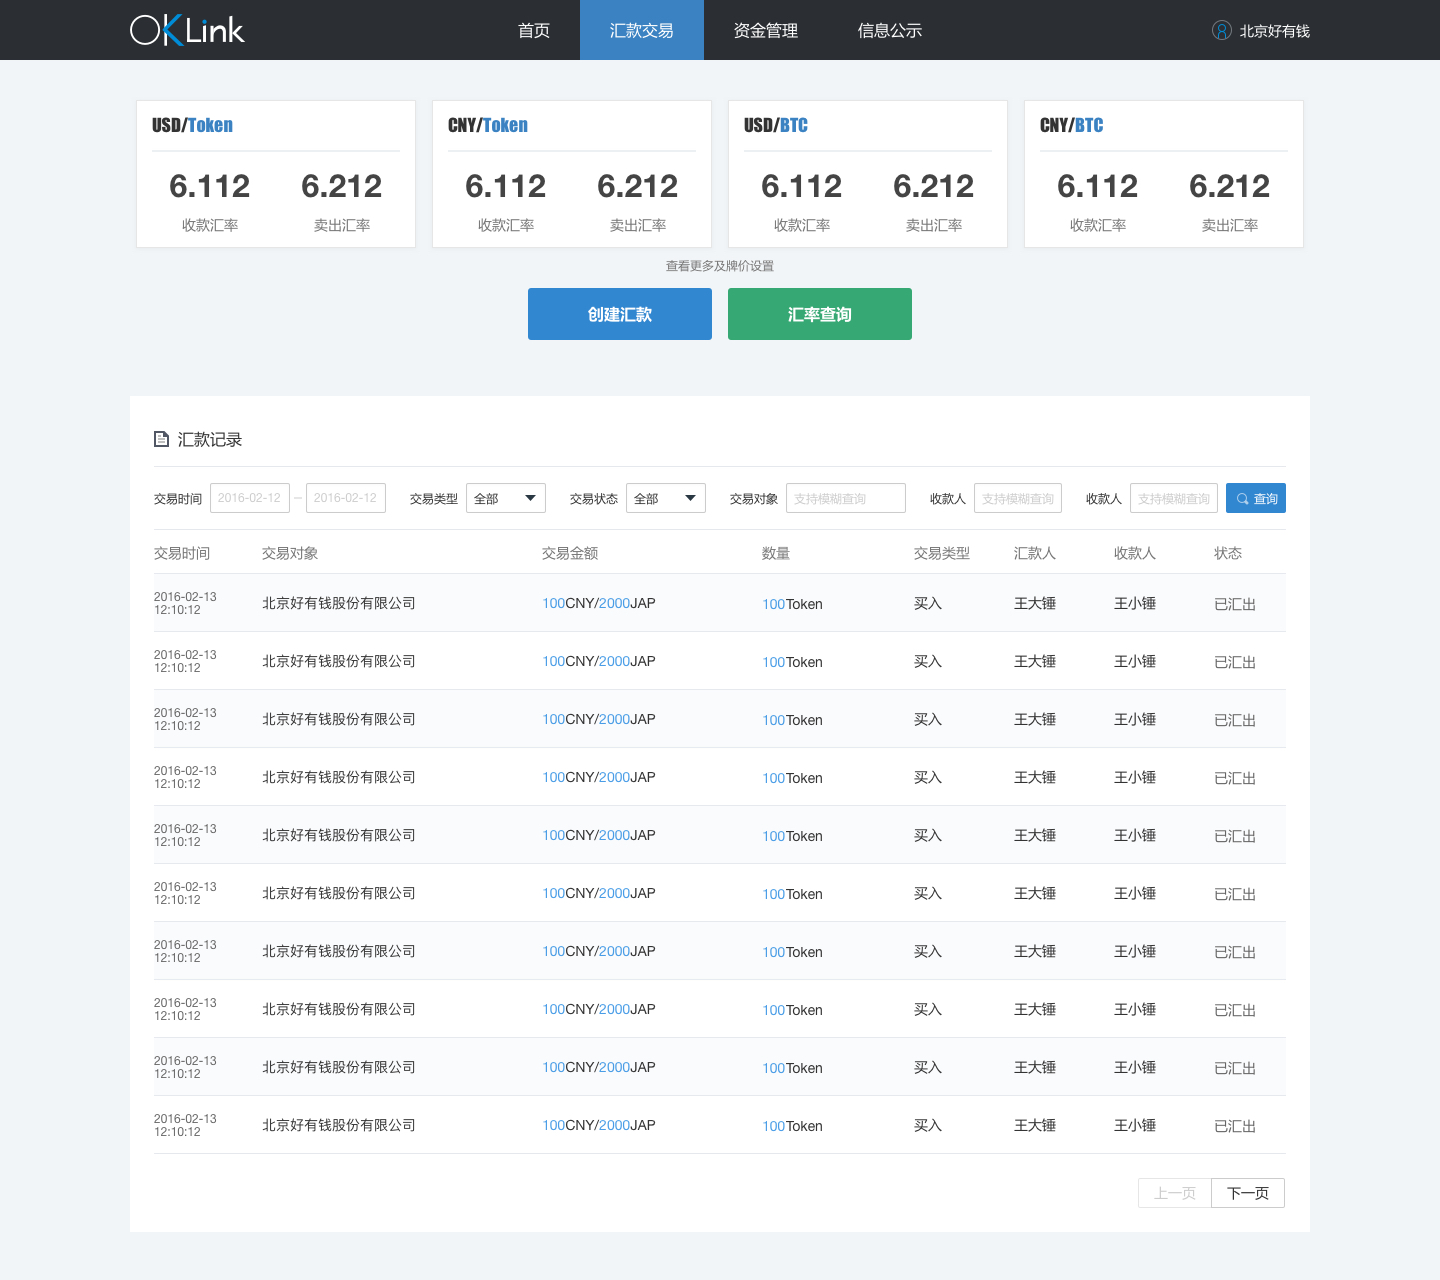 OKLink 首页 汇款交易 资金管理 信息公示 北京好有钱
USD/Token CNY/Token USD/BTC CNY/BTC
6.112 6.212 6.112 6.212 6.112 6.212 6.112 6.212
收款汇率 卖出汇率 收款汇率 卖出汇率 收款汇率 卖出汇率 收款汇率 卖出汇率
查看更多及牌价设置
创建汇款 汇率查询
汇款记录
交易时间 2016-02-12 – 2016-02-12 交易类型 全部 交易状态 全部 交易对象 支持模糊查询 收款人 支持模糊查询 收款人 支持模糊查询 查询
交易时间 交易对象 交易金额 数量 交易类型 汇款人 收款人 状态
2016-02-13
12:10:12 北京好有钱股份有限公司 100CNY/2000JAP 100Token 买入 王大锤 王小锤 已汇出
2016-02-13
12:10:12 北京好有钱股份有限公司 100CNY/2000JAP 100Token 买入 王大锤 王小锤 已汇出
2016-02-13
12:10:12 北京好有钱股份有限公司 100CNY/2000JAP 100Token 买入 王大锤 王小锤 已汇出
2016-02-13
12:10:12 北京好有钱股份有限公司 100CNY/2000JAP 100Token 买入 王大锤 王小锤 已汇出
2016-02-13
12:10:12 北京好有钱股份有限公司 100CNY/2000JAP 100Token 买入 王大锤 王小锤 已汇出
2016-02-13
12:10:12 北京好有钱股份有限公司 100CNY/2000JAP 100Token 买入 王大锤 王小锤 已汇出
2016-02-13
12:10:12 北京好有钱股份有限公司 100CNY/2000JAP 100Token 买入 王大锤 王小锤 已汇出
2016-02-13
12:10:12 北京好有钱股份有限公司 100CNY/2000JAP 100Token 买入 王大锤 王小锤 已汇出
2016-02-13
12:10:12 北京好有钱股份有限公司 100CNY/2000JAP 100Token 买入 王大锤 王小锤 已汇出
2016-02-13
12:10:12 北京好有钱股份有限公司 100CNY/2000JAP 100Token 买入 王大锤 王小锤 已汇出
上一页 下一页